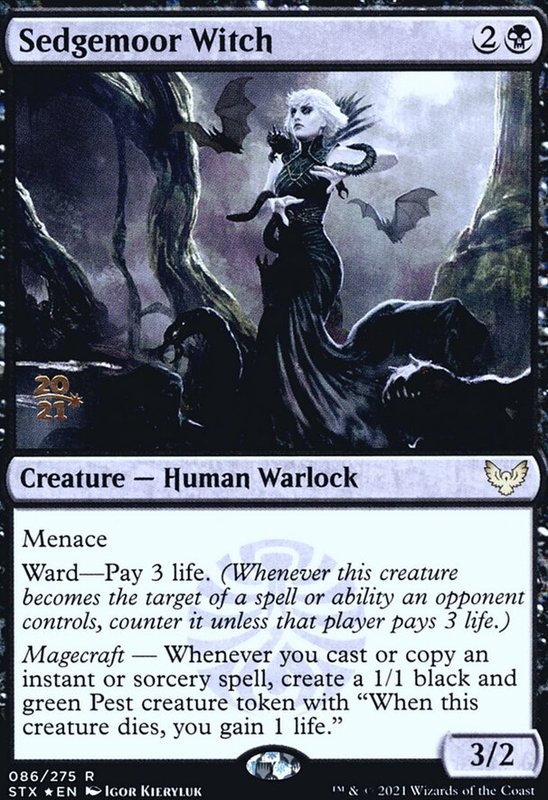 Sedgemoor Witch 2
20
21
Creature — Human Warlock
Menace
Ward—Pay 3 life. (Whenever this creature
becomes the target of a spell or ability an opponent
controls, counter it unless that player pays 3 life.)
Magecraft — Whenever you cast or copy an
instant or sorcery spell, create a 1/1 black and
green Pest creature token with “When this
creature dies, you gain 1 life.”
3/2
086/275 R
STX ★ EN Igor Kieryluk
™ & © 2021 Wizards of the Coast